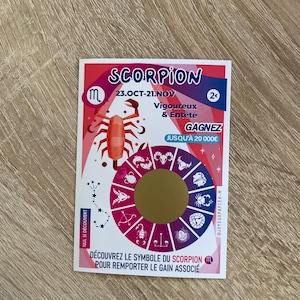 SCORPION
23.OCT-21.NOV
2€
Vigoureux
& Entêté
GAGNEZ
JUSQU'À 20 000€
DÉCOUVREZ LE SYMBOLE DU SCORPION ♏
POUR REMPORTER LE GAIN ASSOCIÉ